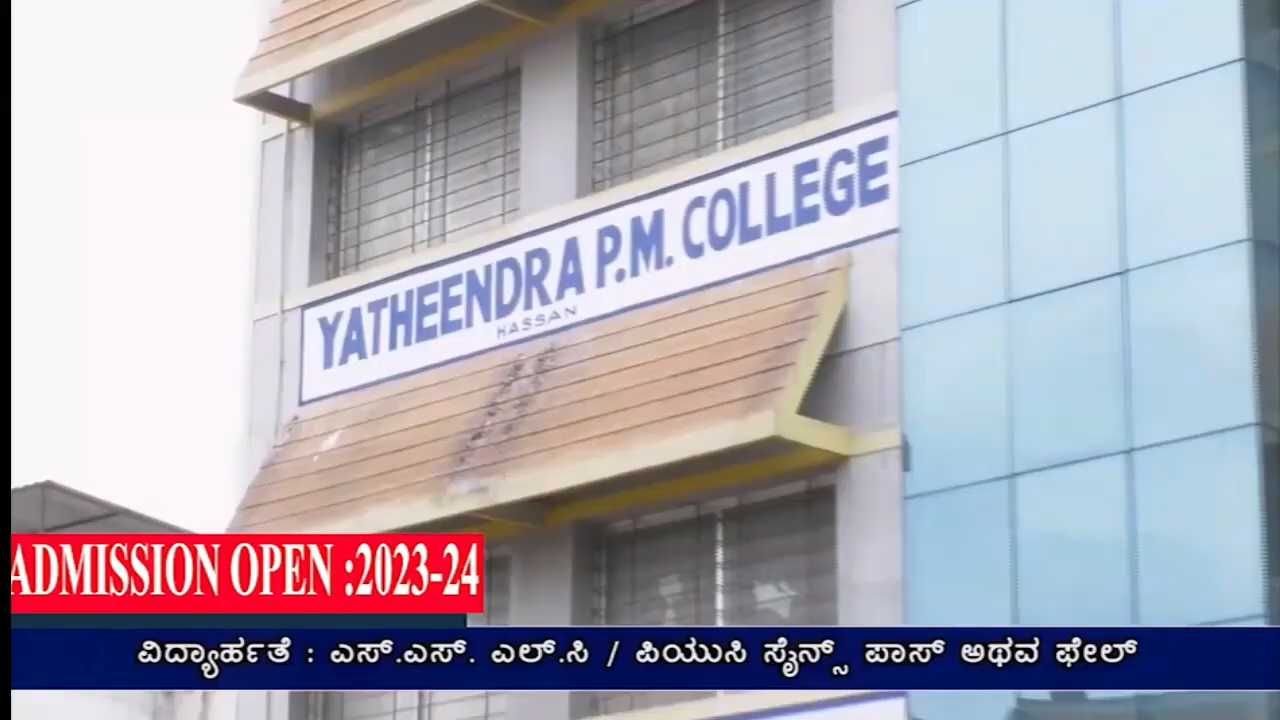 YATHEENDRA P.M. COLLEGE
HASSAN
ADMISSION OPEN :2023-24
ವಿದ್ಯಾರ್ಹತೆ : ಎಸ್.ಎಸ್. ಎಲ್.ಸಿ / ಪಿಯುಸಿ ಸೈನ್ಸ್ ಪಾಸ್ ಅಥವ ಫೇಲ್